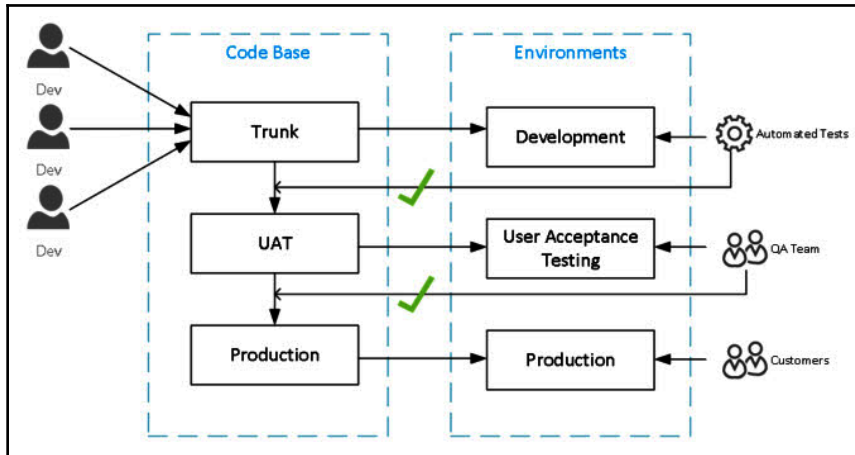 Code Base
Environments
Dev
Trunk
Development
Automated Tests
Dev
Dev
UAT
User Acceptance
Testing
QA Team
Production
Production
Customers